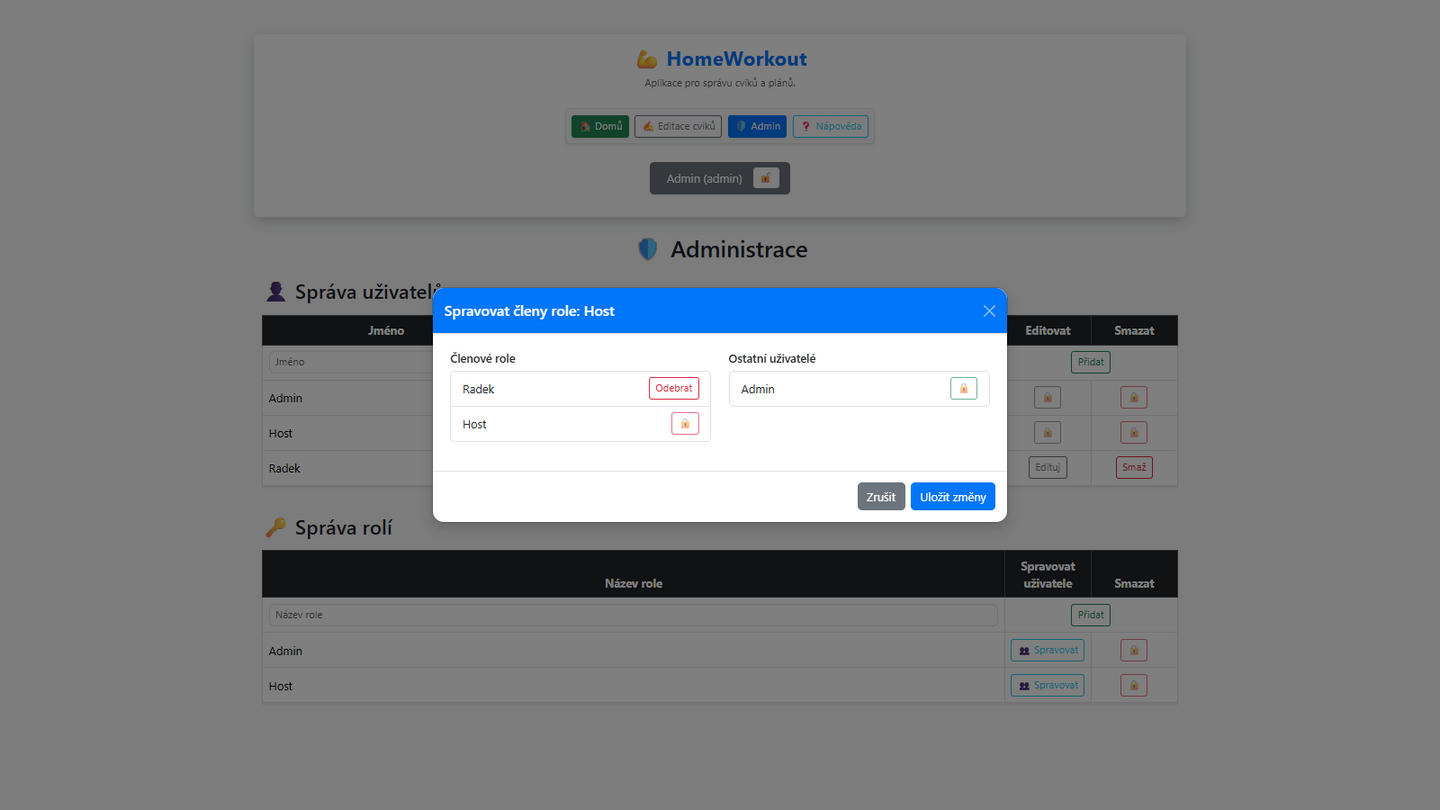 HomeWorkout
Aplikace pro správu cviků a plánů.
Domů Editace cviků Admin Nápověda
Admin (admin)
Administrace
Správa uživatelů
Jméno Editovat Smazat
Jméno Přidat
Admin
Host
Radek Edituj Smaž
Spravovat členy role: Host
Členové role
Radek Odebrat
Host
Ostatní uživatelé
Admin
Zrušit Uložit změny
Správa rolí
Název role Spravovat uživatele Smazat
Název role Přidat
Admin Spravovat
Host Spravovat